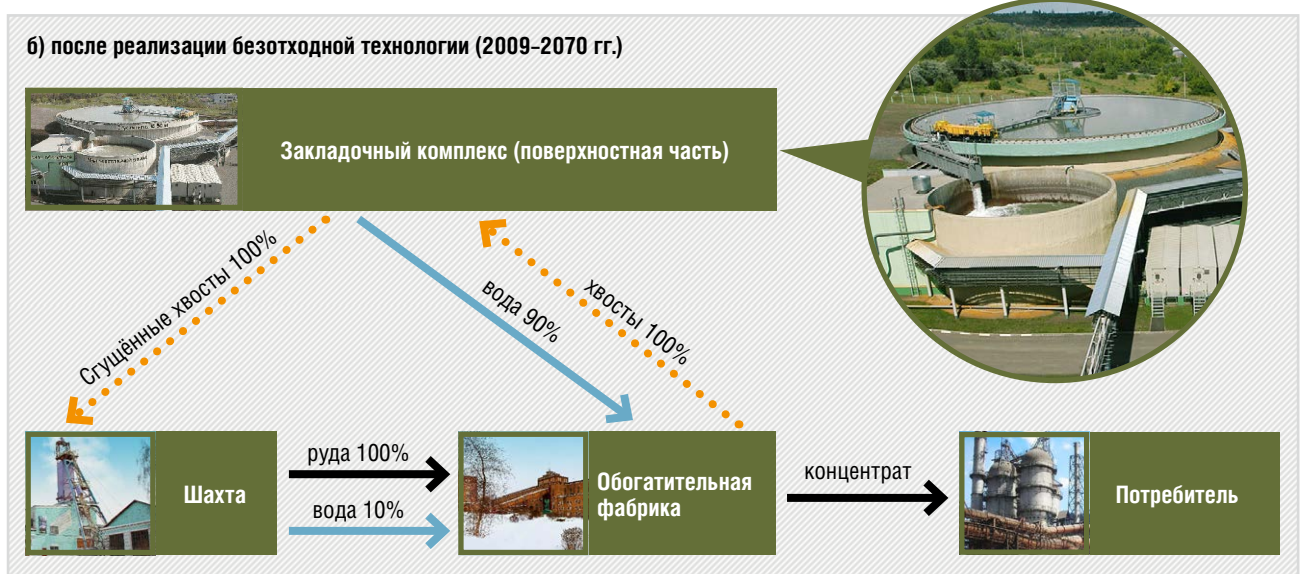 б) после реализации безотходной технологии (2009–2070 гг.)
Закладочный комплекс (поверхностная часть)
Сгущённые хвосты 100%
вода 90%
хвосты 100%
Шахта
руда 100%
вода 10%
Обогатительная
фабрика
концентрат
Потребитель